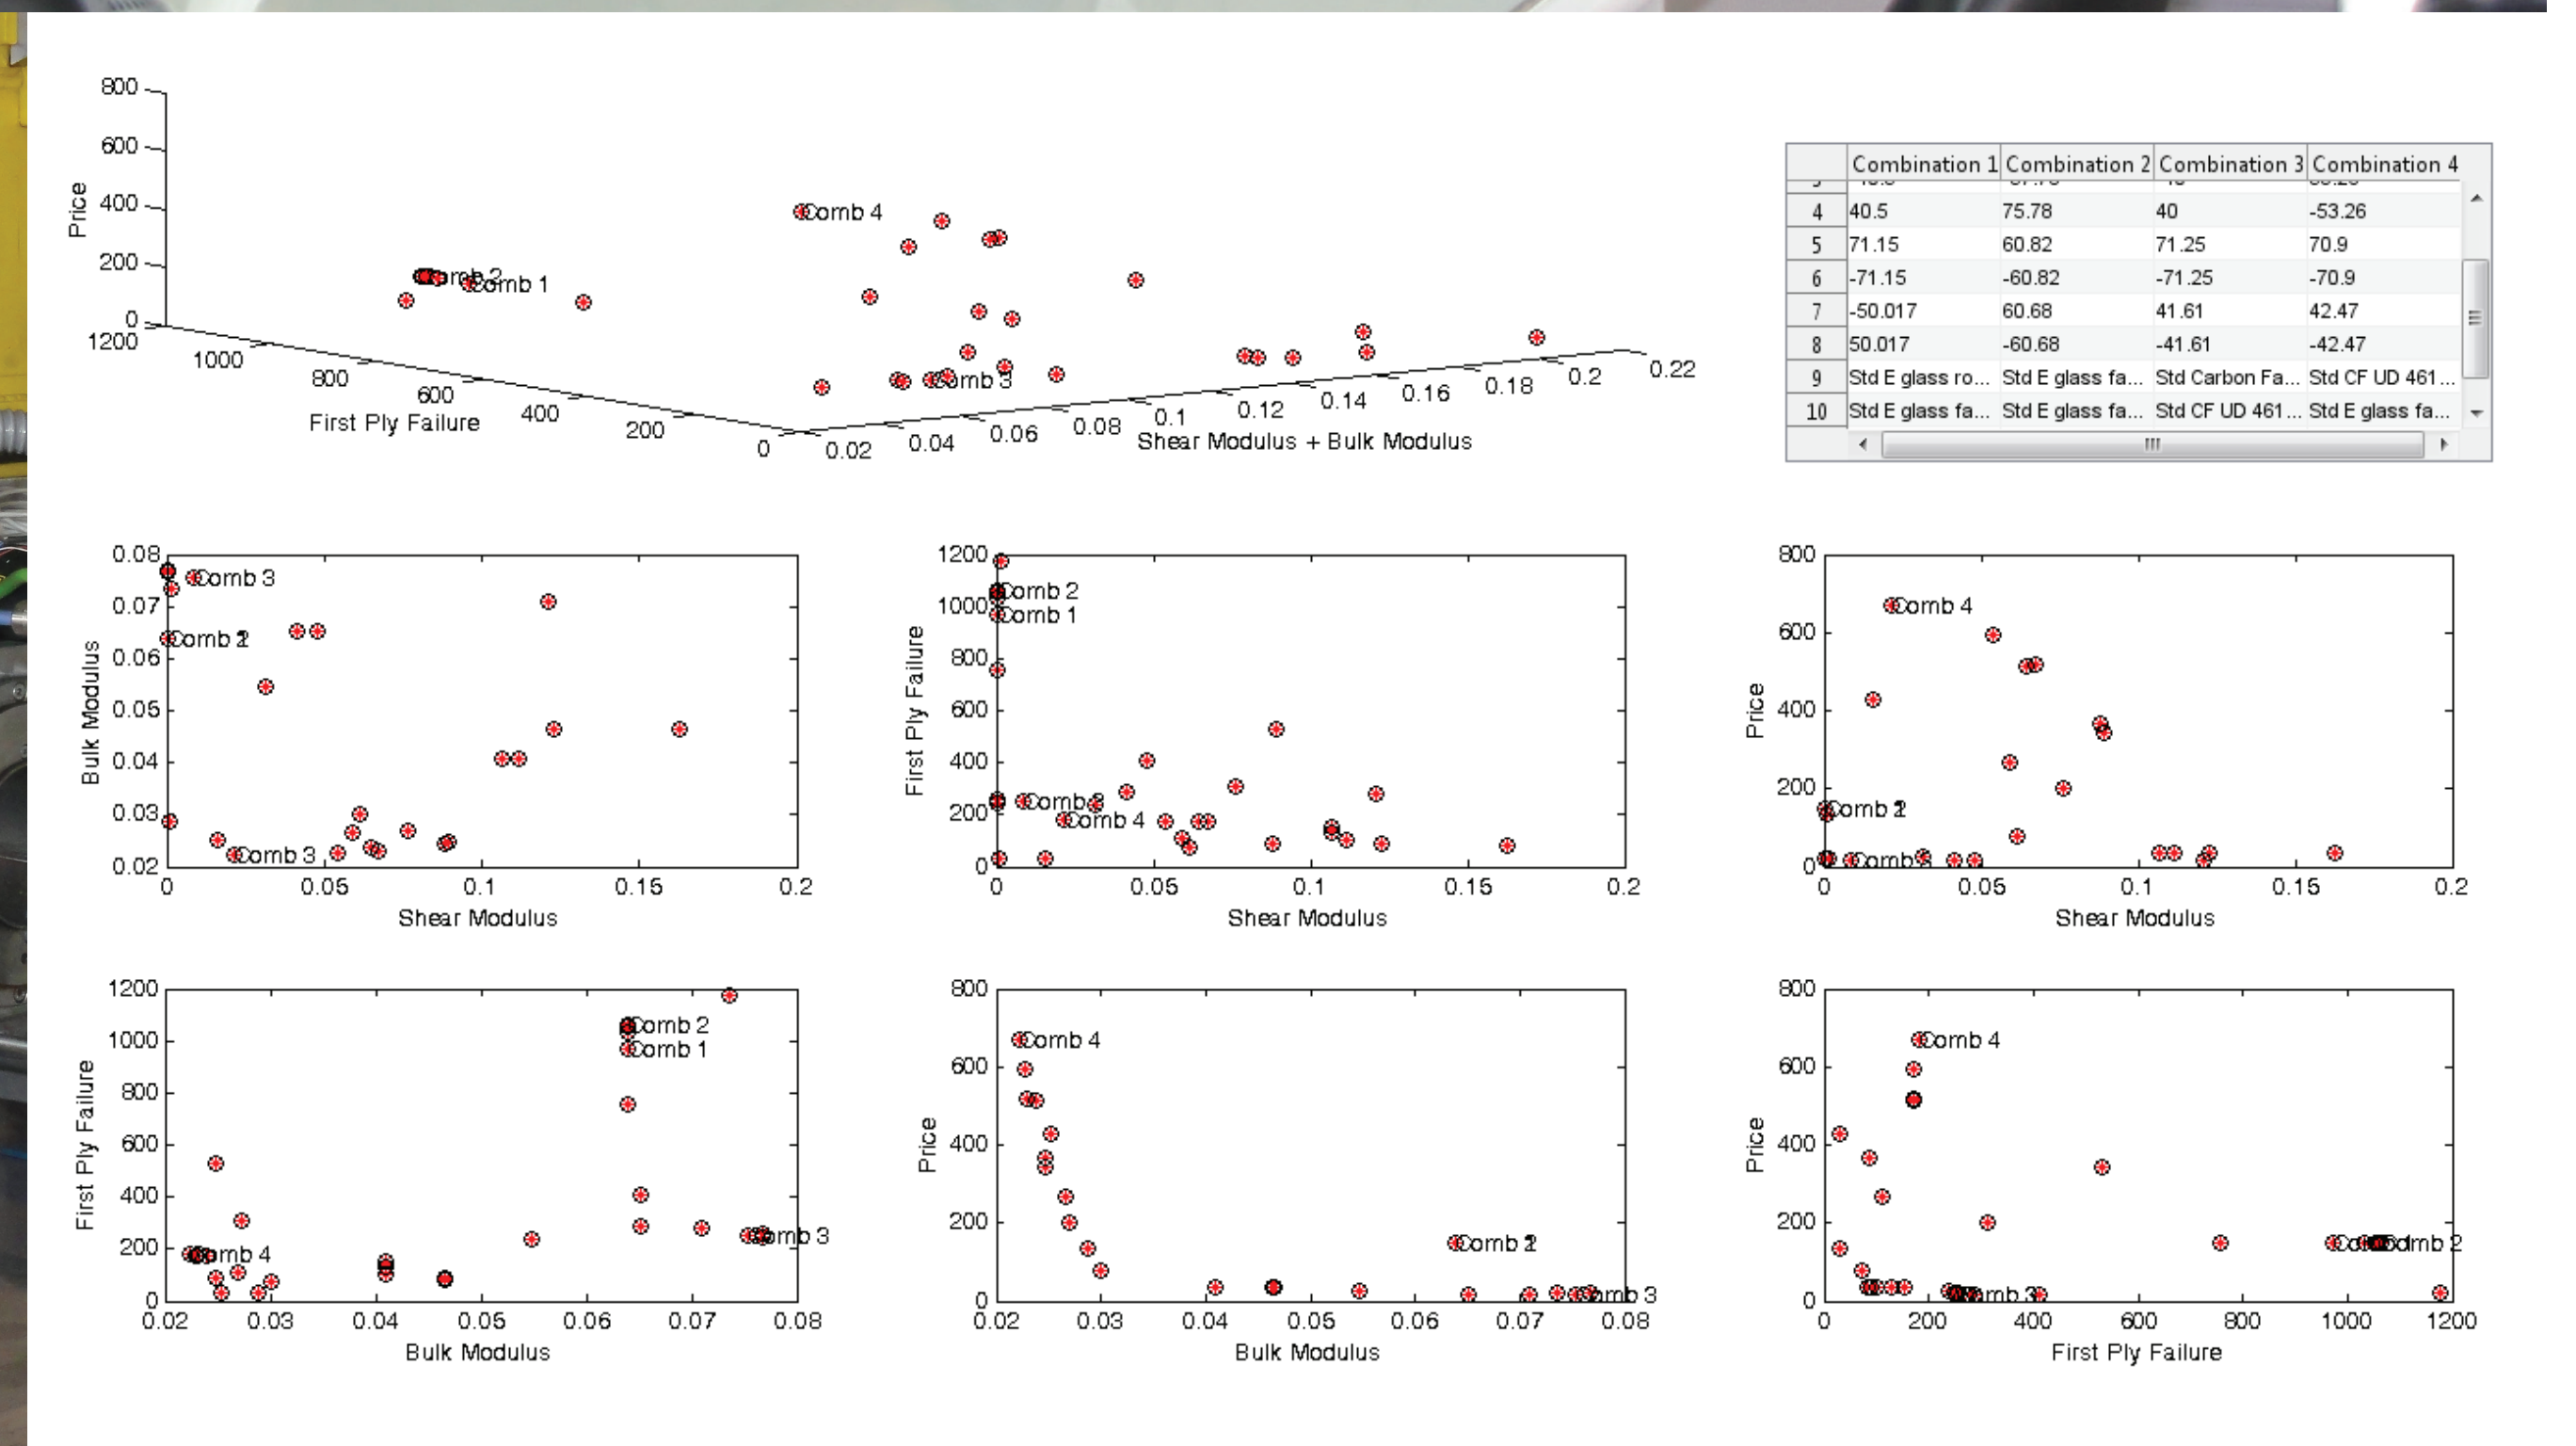 800
600
400
200
0
Price
1200
1000
800
600
400
200
0
First Ply Failure
0.02
0.04
0.06
0.08
0.1
0.12
0.14
0.16
0.18
0.2
0.22
Shear Modulus + Bulk Modulus
Comb 4
Comb 2
Comb 1
Comb 3
Combination 1 Combination 2 Combination 3 Combination 4
4 40.5 75.78 40 -53.26
5 71.15 60.82 71.25 70.9
6 -71.15 -60.82 -71.25 -70.9
7 -50.017 60.68 41.61 42.47
8 50.017 -60.68 -41.61 -42.47
9 Std E glass ro... Std E glass fa... Std Carbon Fa... Std CF UD 461...
10 Std E glass fa... Std E glass fa... Std CF UD 461... Std E glass fa...
0.08
0.07
0.06
0.05
0.04
0.03
0.02
Bulk Modulus
Comb 3
Comb 3
0 0.05 0.1 0.15 0.2
Shear Modulus
1200
1000
800
600
400
200
0
First Ply Failure
Comb 2
Comb 1
Comb 4
0 0.05 0.1 0.15 0.2
Shear Modulus
800
600
400
200
0
Price
Comb 4
0 0.05 0.1 0.15 0.2
Shear Modulus
1200
1000
800
600
400
200
0
First Ply Failure
Comb 2
Comb 1
Comb 3
Comb 4
0.02 0.03 0.04 0.05 0.06 0.07 0.08
Bulk Modulus
800
600
400
200
0
Price
Comb 4
Comb 3
0.02 0.03 0.04 0.05 0.06 0.07 0.08
Bulk Modulus
800
600
400
200
0
Price
Comb 4
Comb 2
Comb 3
0 200 400 600 800 1000 1200
First Ply Failure